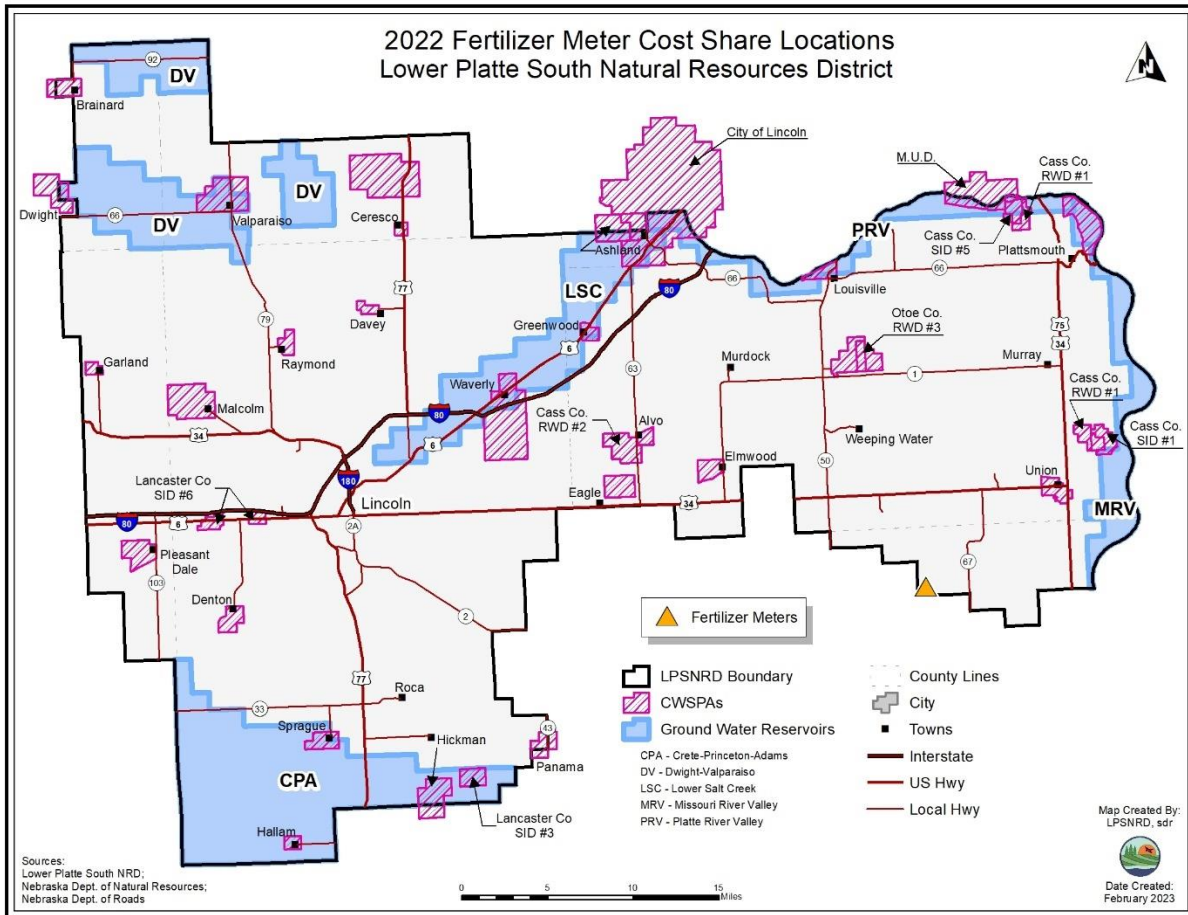 2022 Fertilizer Meter Cost Share Locations
Lower Platte South Natural Resources District
N
92
DV
Brainard
City of Lincoln
M.U.D.
Cass Co.
RWD #1
DV
Dwight
66
Valparaiso
DV
Ceresco
Ashland
PRV
Cass Co.
SID #5
Plattsmouth
66
66
LSC
80
Louisville
77
Davey
Greenwood
6
79
Raymond
Otoe Co.
RWD #3
75
34
Garland
Murdock
Murray
63
1
Waverly
Malcolm
80
Cass Co.
RWD #1
34
6
Cass Co.
RWD #2
Alvo
Weeping Water
Cass Co.
SID #1
50
Elmwood
Lancaster Co
SID #6
180
Lincoln
Eagle
34
Union
MRV
80
6
2A
Pleasant
Dale
103
67
Denton
2
Fertilizer Meters
77
Roca
33
Sprague
Hickman
43
Panama
CPA
Lancaster Co
SID #3
Hallam
LPSNRD Boundary
CWSPAs
Ground Water Reservoirs
CPA - Crete-Princeton-Adams
DV - Dwight-Valparaiso
LSC - Lower Salt Creek
MRV - Missouri River Valley
PRV - Platte River Valley
County Lines
City
Towns
Interstate
US Hwy
Local Hwy
Map Created By:
LPSNRD, sdr
Date Created:
February 2023
Sources:
Lower Platte South NRD;
Nebraska Dept. of Natural Resources;
Nebraska Dept. of Roads
0 5 10 15
Miles